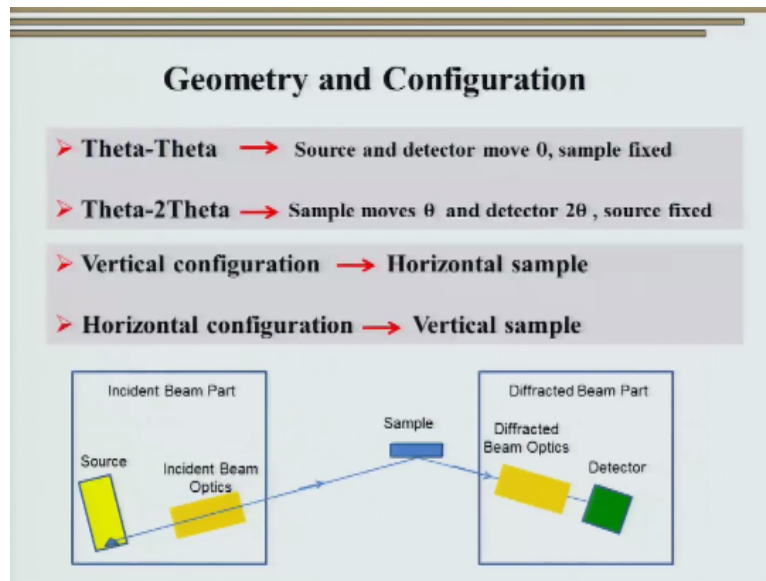 Geometry and Configuration
Theta-Theta → Source and detector move θ, sample fixed
Theta-2Theta → Sample moves θ and detector 2θ , source fixed
Vertical configuration → Horizontal sample
Horizontal configuration → Vertical sample
Incident Beam Part
Source
Incident Beam
Optics
Sample
Diffracted Beam Part
Diffracted
Beam Optics
Detector